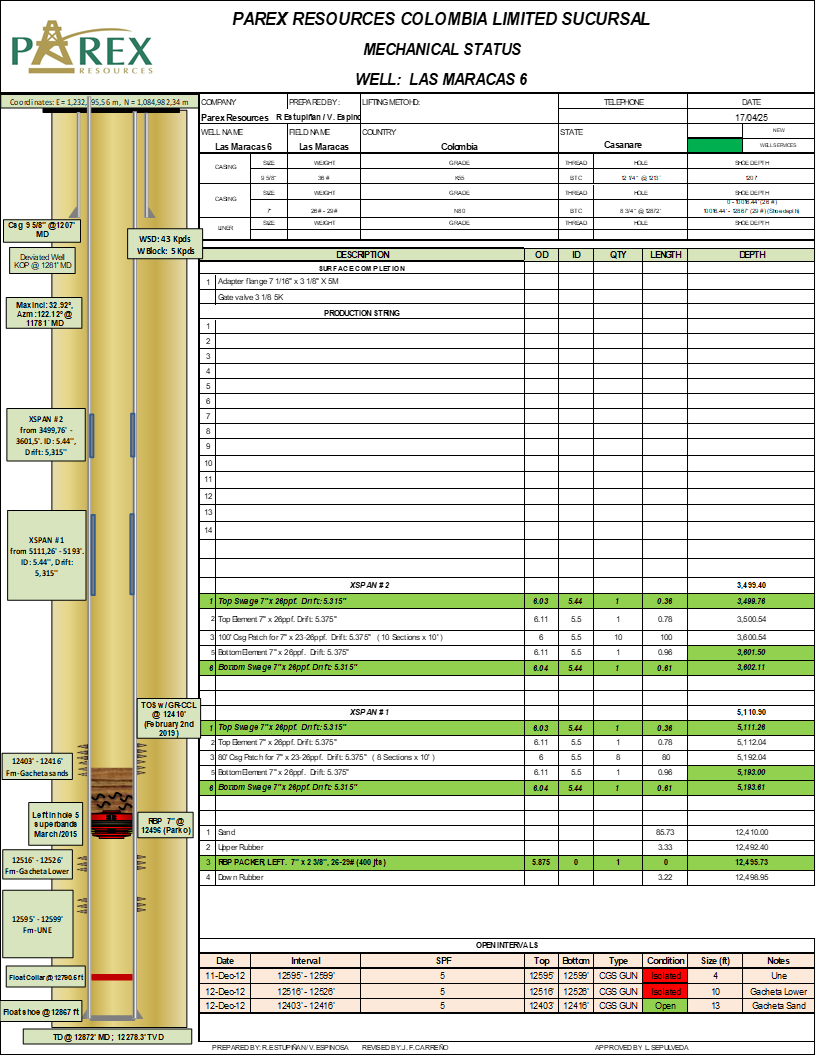 PAREX RESOURCES COLOMBIA LIMITED SUCURSAL
MECHANICAL STATUS
WELL: LAS MARACAS 6
PAREX
RESOURCES
Coordinates: E= 1,232, 95,56 m, N = 1,084,982,34 m
COMPANY PREPARED BY: LIFTING METOHD: TELEPHONE DATE
Parex Resources R.Estupiñan / V. Espino 17/04/25
WELL NAME FIELD NAME COUNTRY STATE NEW
Las Maracas 6 Las Maracas Colombia Casanare WELL SERVICES
CASING SIZE WEIGHT GRADE THREAD HOLE SHOE DEPTH
9 5/8" 36 # K55 BTC 12 1/4" @ 1213' 1207
CASING SIZE WEIGHT GRADE THREAD HOLE SHOE DEPTH
7" 26# - 29# N80 BTC 8 3/4" @ 12872' 0 - 10016.44' (26 #)
10016.44' - 12867' (29 #) (Shoe depth)
LINER SIZE WEIGHT GRADE THREAD HOLE SHOE DEPTH
Csg 9 5/8" @1207' MD
WSD: 43 Kpds
W Block: 5 Kpds
Deviated Well
KOP @ 1281' MD
Max Incl: 32.92°,
Azm :122.12° @
11781´ MD
XSPAN #2
from 3499,76' -
3601,5'. ID: 5.44",
Drift: 5,315"
XSPAN #1
from 5111,26' - 5193'.
ID: 5.44", Drift:
5,315"
TOS w/ GR-CCL
@ 12410'
(February 2nd
2019)
12403' - 12416'
Fm-Gacheta sands
Left in hole 5
superbands
March/2015
RBP 7" @
12496 (Parko)
12516' - 12526'
Fm-Gacheta Lower
12595' - 12599'
Fm-UNE
Float Collar @ 12790.6 ft
Float shoe @ 12867 ft
TD @ 12872' MD ; 12278.3' TVD
DESCRIPTION OD ID QTY LENGTH DEPTH
SURFACE COMPLETION
1 Adapter flange 7 1/16" x 3 1/8" X 5M
Gate valve 3 1/8 5K
PRODUCTION STRING
1
2
3
4
5
6
7
8
9
10
11
12
13
14
XSPAN # 2 3,499.40
1 Top Swage 7" x 26ppf. Drift: 5.315" 6.03 5.44 1 0.36 3,499.76
2 Top Element 7" x 26ppf. Drift: 5.375" 6.11 5.5 1 0.78 3,500.54
3 100' Csg Patch for 7" x 23-26ppf. Drift: 5.375" ( 10 Sections x 10' ) 6 5.5 10 100 3,600.54
5 Bottom Element 7" x 26ppf. Drift: 5.375" 6.11 5.5 1 0.96 3,601.50
6 Bottom Swage 7" x 26ppf. Drift: 5.315" 6.04 5.44 1 0.61 3,602.11
XSPAN # 1 5,110.90
1 Top Swage 7" x 26ppf. Drift: 5.315" 6.03 5.44 1 0.36 5,111.26
2 Top Element 7" x 26ppf. Drift: 5.375" 6.11 5.5 1 0.78 5,112.04
3 80' Csg Patch for 7" x 23-26ppf. Drift: 5.375" ( 8 Sections x 10' ) 6 5.5 8 80 5,192.04
5 Bottom Element 7" x 26ppf. Drift: 5.375" 6.11 5.5 1 0.96 5,193.00
6 Bottom Swage 7" x 26ppf. Drift: 5.315" 6.04 5.44 1 0.61 5,193.61
1 Sand 85.73 12,410.00
2 Upper Rubber 3.33 12,492.40
3 RBP PACKER LEFT. 7" x 2 3/8", 26-29# (400 jts) 5.875 0 1 0 12,495.73
4 Down Rubber 3.22 12,498.95
OPEN INTERVALS
Date Interval SPF Top Bottom Type Condition Size (ft) Notes
11-Dec-12 12595' - 12599' 5 12595' 12599' CGS GUN Isolated 4 Une
12-Dec-12 12516' - 12526' 5 12516' 12526' CGS GUN Isolated 10 Gacheta Lower
12-Dec-12 12403' - 12416' 5 12403' 12416' CGS GUN Open 13 Gacheta Sand
PREPARED BY: R. ESTUPIÑAN / V. ESPINOSA REVISED BY: J. F. CARREÑO APPROVED BY L. SEPULVEDA